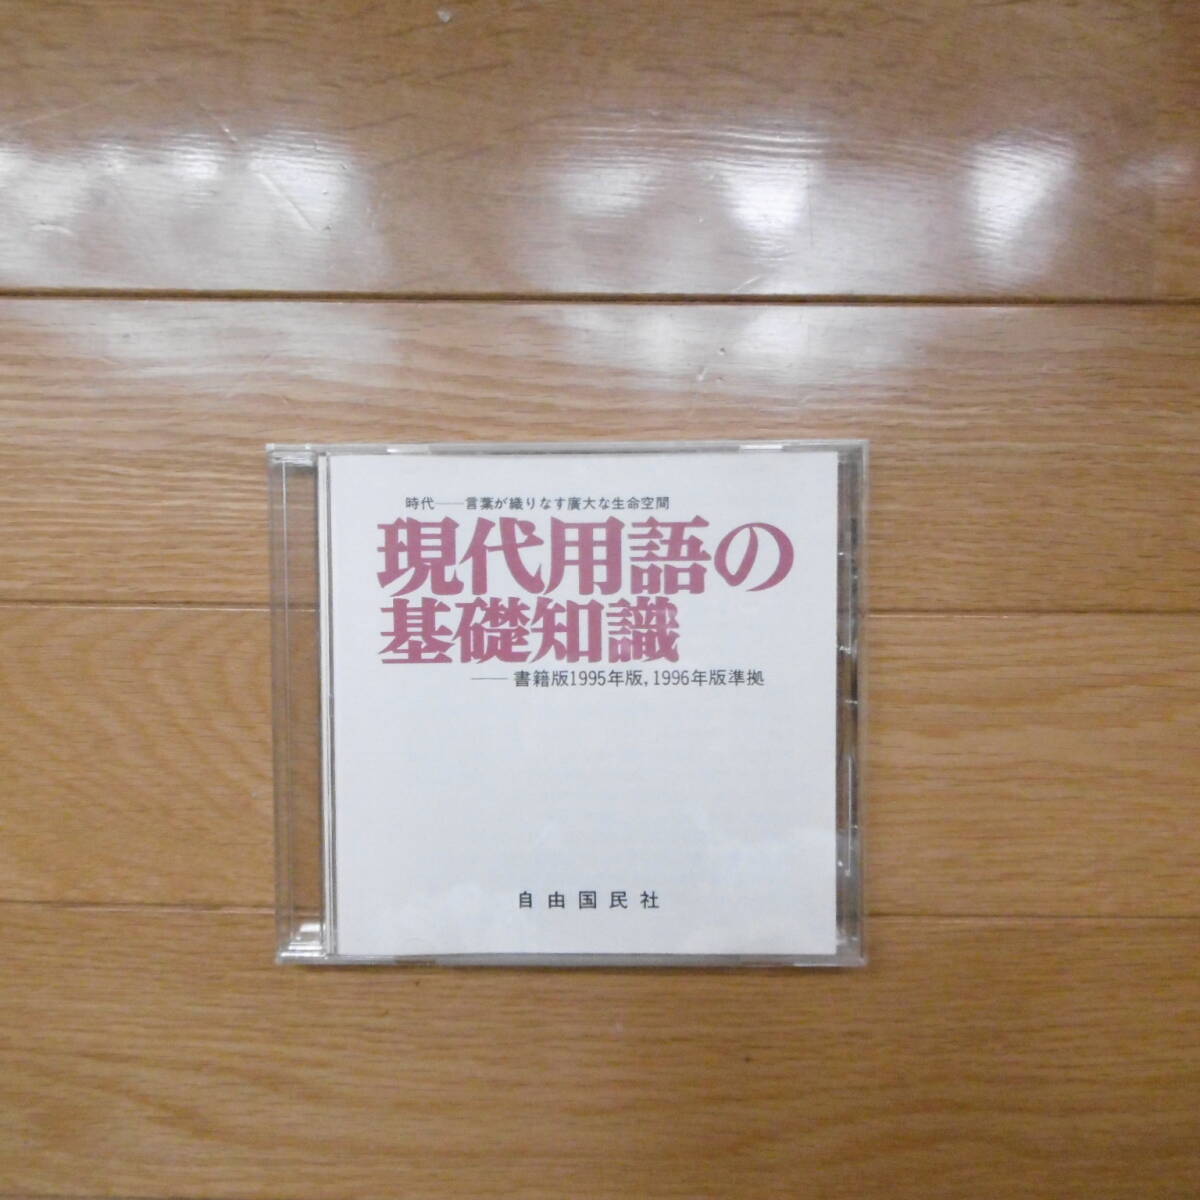 時代――言葉が織りなす廣大な生命空間
現代用語の
基礎知識
――書籍版1995年版,1996年版準拠
自由国民社